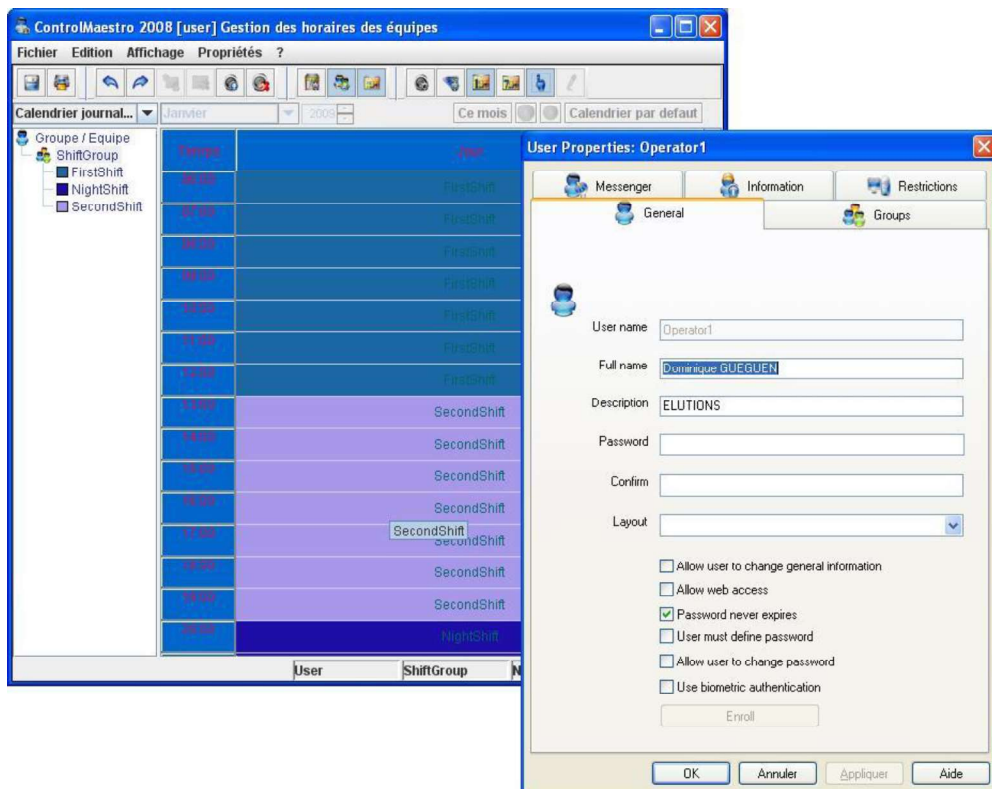 ControlMaestro 2008 [user] Gestion des horaires des équipes
Fichier Edition Affichage Propriétés ?
Calendrier journal... Janvier 2009 Ce mois Calendrier par defaut
Groupe / Equipe
ShiftGroup
FirstShift
NightShift
SecondShift
FirstShift
FirstShift
FirstShift
FirstShift
FirstShift
FirstShift
FirstShift
SecondShift
SecondShift
SecondShift
SecondShift
SecondShift
SecondShift
SecondShift
SecondShift
NightShift
User ShiftGroup N
User Properties: Operator1
Messenger Information Restrictions
General Groups
User name Operator1
Full name Dominique GUEGUEN
Description ELUTIONS
Password
Confirm
Layout
Allow user to change general information
Allow web access
Password never expires
User must define password
Allow user to change password
Use biometric authentication
Enroll
OK Annuler Appliquer Aide